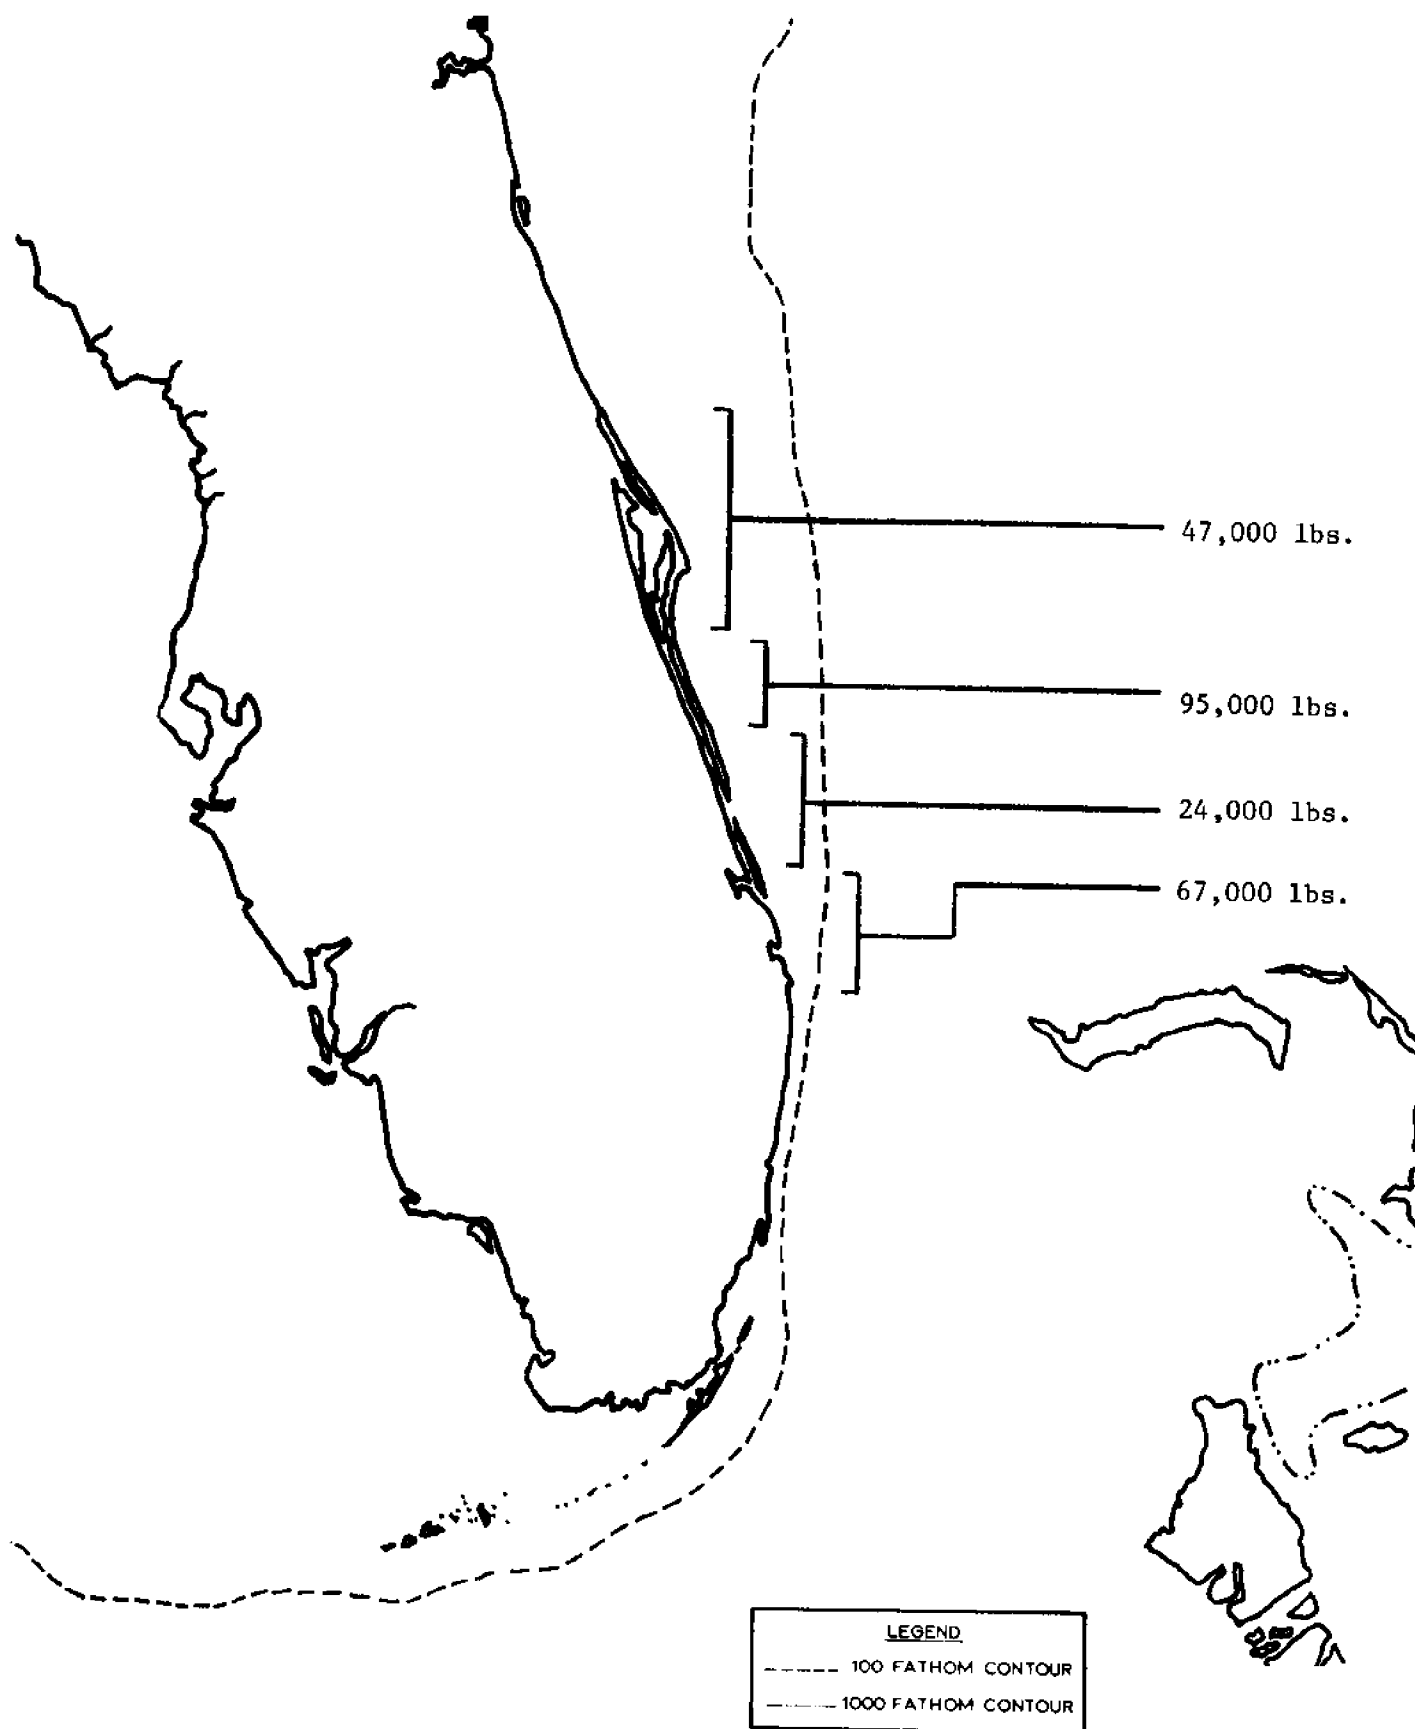 47,000 lbs.
95,000 lbs.
24,000 lbs.
67,000 lbs.
LEGEND
100 FATHOM CONTOUR
1000 FATHOM CONTOUR